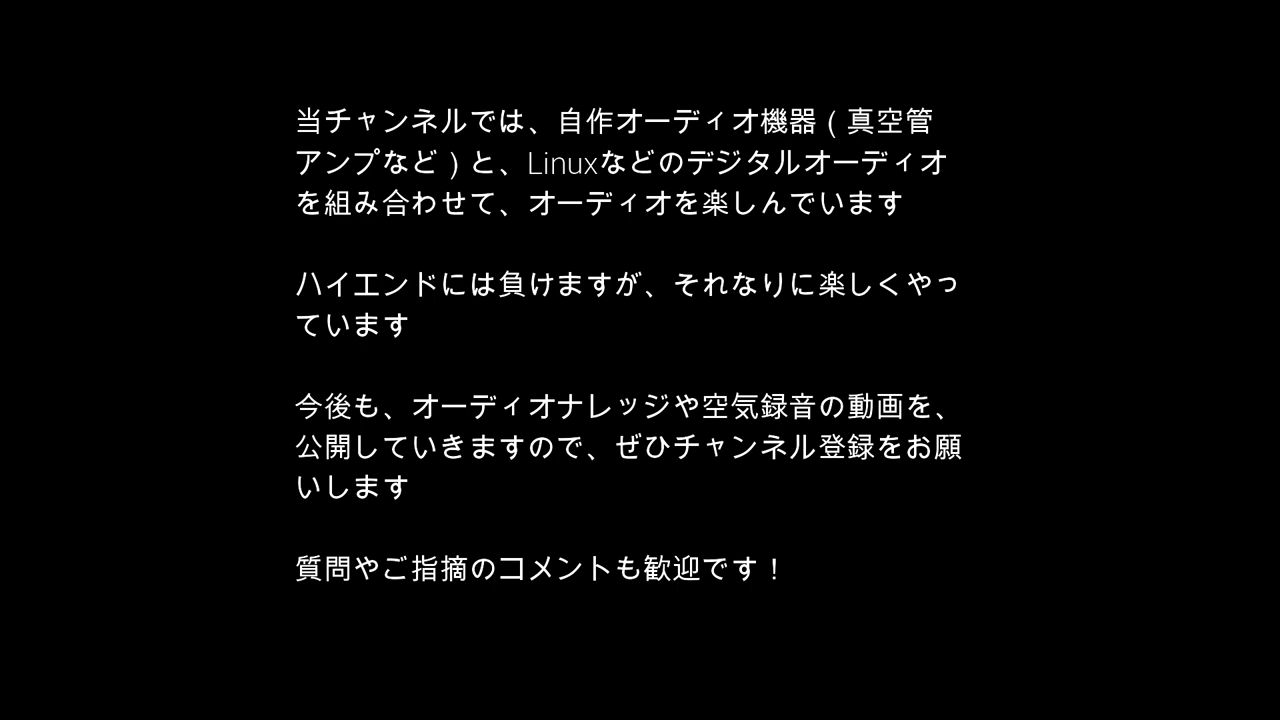 当チャンネルでは、自作オーディオ機器（真空管
アンプなど）と、Linuxなどのデジタルオーディオ
を組み合わせて、オーディオを楽しんでいます
ハイエンドには負けますが、それなりに楽しくやっ
ています
今後も、オーディオナレッジや空気録音の動画を、
公開していきますので、ぜひチャンネル登録をお願
いします
質問やご指摘のコメントも歓迎です！